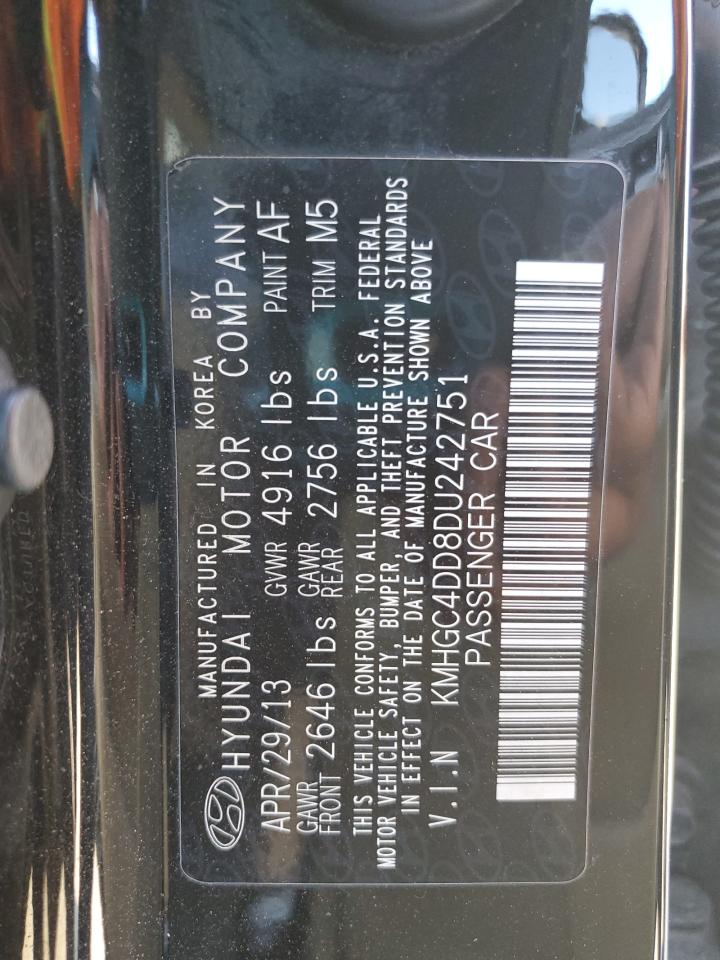 MANUFACTURED IN KOREA BY
HYUNDAI MOTOR COMPANY
APR/29/13 GVWR 4916 lbs PAINT AF
GAWR FRONT 2646 lbs GAWR REAR 2756 lbs TRIM M5
THIS VEHICLE CONFORMS TO ALL APPLICABLE U.S.A. FEDERAL
MOTOR VEHICLE SAFETY, BUMPER, AND THEFT PREVENTION STANDARDS
IN EFFECT ON THE DATE OF MANUFACTURE SHOWN ABOVE
V.I.N KMHGC4DD8DU242751
PASSENGER CAR